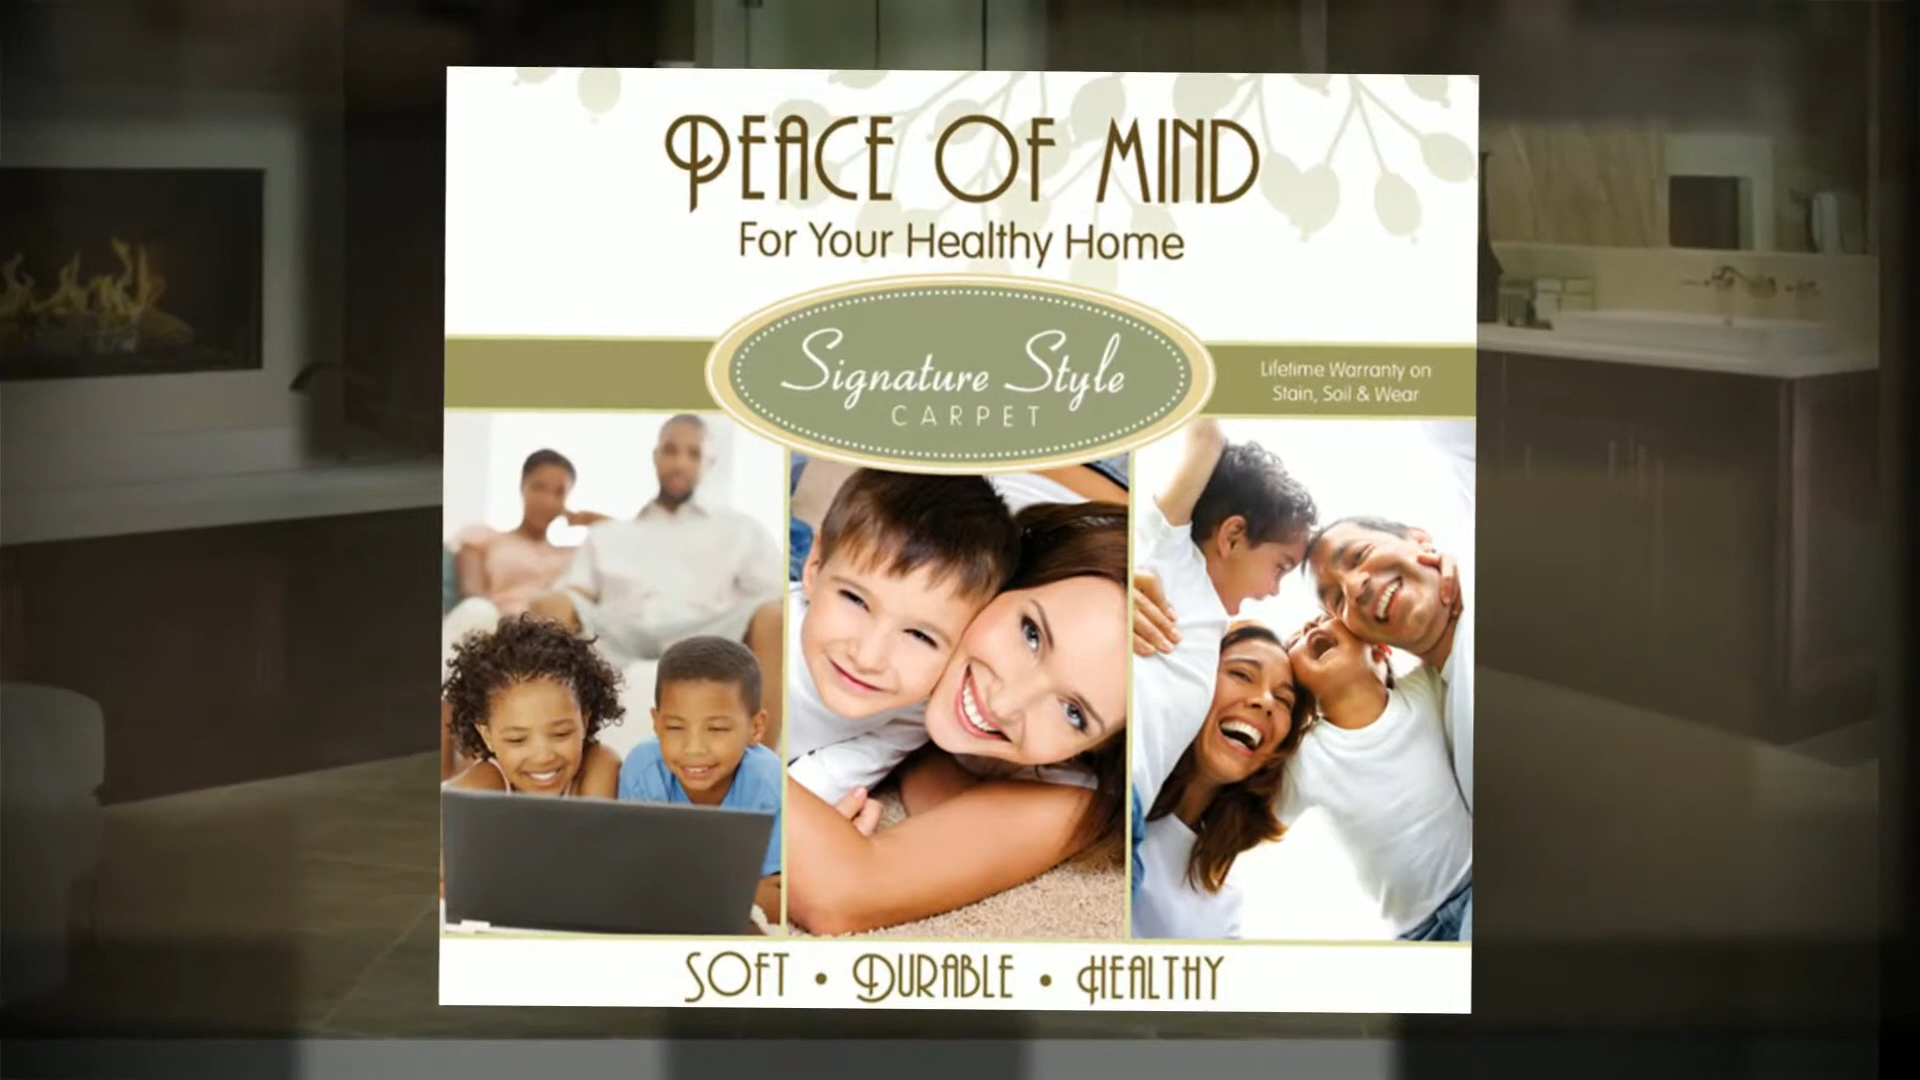 PEACE OF MIND
For Your Healthy Home
Signature Style
CARPET
Lifetime Warranty on
Stain, Soil & Wear
SOFT • DURABLE • HEALTHY